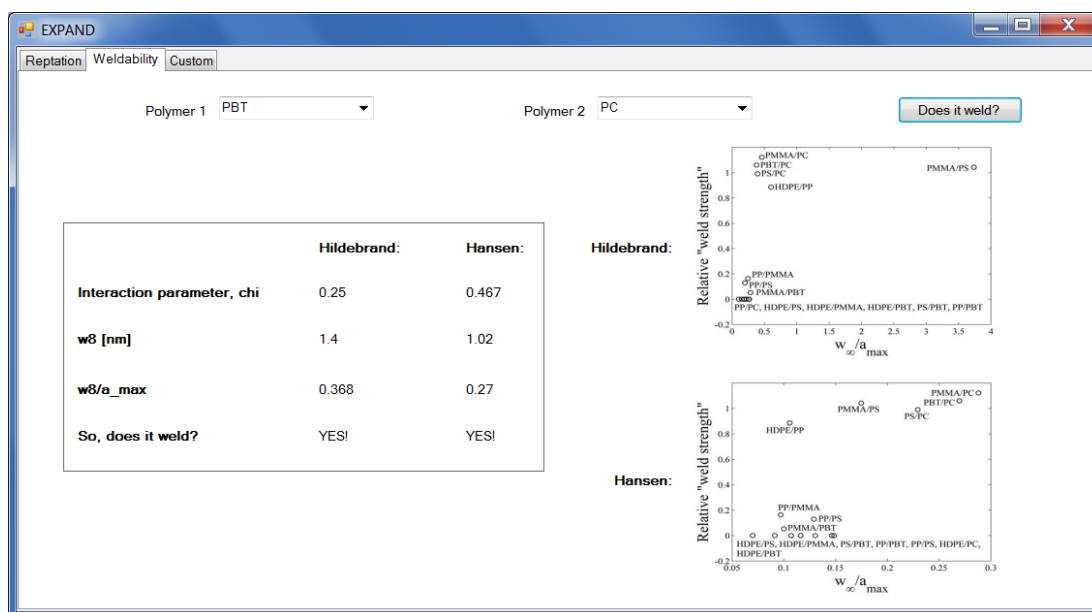 EXPAND
Reptation Weldability Custom
Polymer 1 PBT Polymer 2 PC Does it weld?
Hildebrand: Hansen:
Interaction parameter, chi 0.25 0.467
w8 [nm] 1.4 1.02
w8/a_max 0.368 0.27
So, does it weld? YES! YES!
Hildebrand:
Relative "weld strength"
1
0.8
0.6
0.4
0.2
0
-0.2
PMMA/PC
PBT/PC
PS/PC
PMMA/PS
HDPE/PP
PP/PMMA
PP/PS
PMMA/PBT
PP/PC, HDPE/PS, HDPE/PMMA, HDPE/PBT, PS/PBT, PP/PBT
0 0.5 1 1.5 2 2.5 3 3.5 4
w∞/a max
Hansen:
Relative "weld strength"
1
0.8
0.6
0.4
0.2
0
-0.2
PMMA/PC
PBT/PC
PMMA/PS
PS/PC
HDPE/PP
PP/PMMA
PP/PS
PMMA/PBT
HDPE/PS, HDPE/PMMA, PS/PBT, PP/PBT, PP/PS, HDPE/PC,
HDPE/PBT
0.05 0.1 0.15 0.2 0.25 0.3
w∞/a max